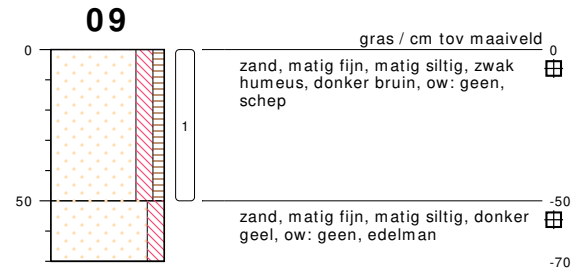 09
gras / cm tov maaiveld
0
0
zand, matig fijn, matig siltig, zwak
humeus, donker bruin, ow: geen,
schep
1
50
-50
zand, matig fijn, matig siltig, donker
geel, ow: geen, edelman
-70